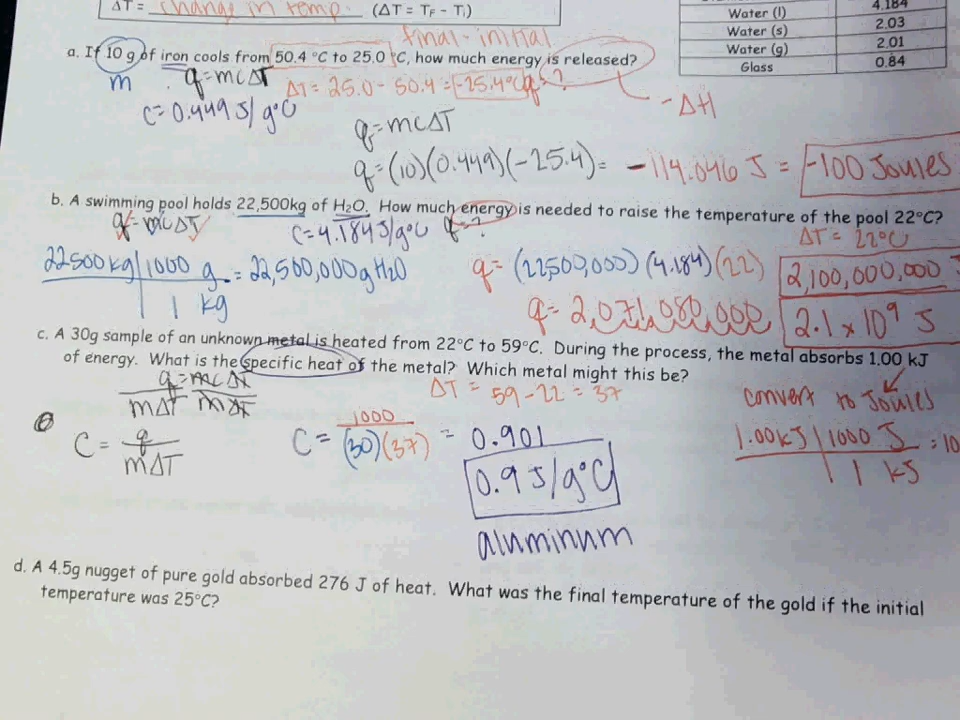 ΔT = change in temp. (ΔT = TF - Ti)
final - initial
4.184
Water (l)
Water (s) 2.03
Water (g) 2.01
Glass 0.84
a. If 10 g of iron cools from 50.4 °C to 25.0 °C, how much energy is released?
m q=mcΔT ΔT = 25.0 - 50.4 = -25.4°C q=?
C= 0.449 J/g°C
-ΔH
q=mCΔT
q=(10)(0.449)(-25.4)= -114.046 J = -100 Joules
b. A swimming pool holds 22,500kg of H₂O. How much energy is needed to raise the temperature of the pool 22°C?
q=mcΔT C=4.184J/g°C q=? ΔT = 22°C
22500 kg | 1000 g = 22,500,000g H₂O
1 kg
q= (22,500,000) (4.184) (22) 2,100,000,000 J
q= 2,071,080,000 2.1 x 10⁹ J
c. A 30g sample of an unknown metal is heated from 22°C to 59°C. During the process, the metal absorbs 1.00 kJ
of energy. What is the specific heat of the metal? Which metal might this be?
q=mcΔT
mΔT mΔT
ΔT = 59 - 22 = 37
convert to Joules
C = q/mΔT
C = 1000/(30)(37) = 0.901
1.00kJ | 1000 J = 10
1 kJ
0.9 J/g°C
aluminum
d. A 4.5g nugget of pure gold absorbed 276 J of heat. What was the final temperature of the gold if the initial
temperature was 25°C?